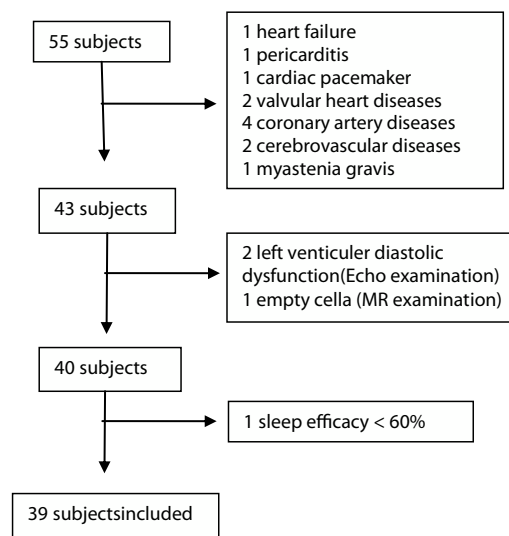 55 subjects
1 heart failure
1 pericarditis
1 cardiac pacemaker
2 valvular heart diseases
4 coronary artery diseases
2 cerebrovascular diseases
1 myastenia gravis
43 subjects
2 left ventriculer diastolic
dysfunction(Echo examination)
1 empty cella (MR examination)
40 subjects
1 sleep efficacy < 60%
39 subjectsincluded